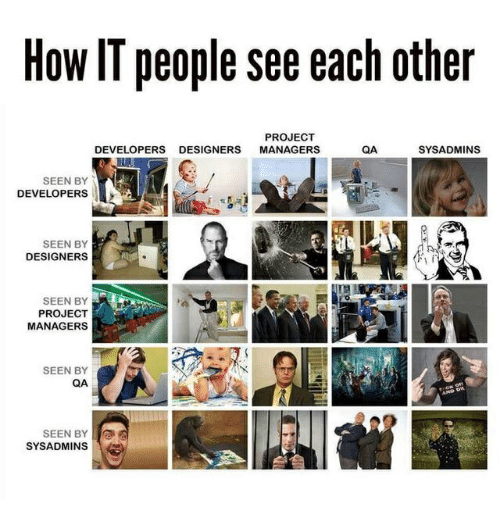 How IT people see each other
DEVELOPERS DESIGNERS PROJECT MANAGERS QA SYSADMINS
SEEN BY
DEVELOPERS
SEEN BY
DESIGNERS
SEEN BY
PROJECT
MANAGERS
SEEN BY
QA
AND
SEEN BY
SYSADMINS